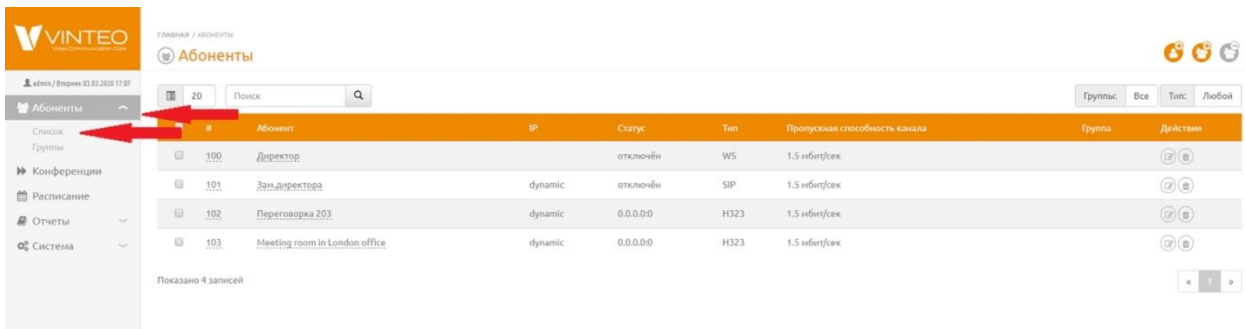 VINTEO
Video Communication Core
ГЛАВНАЯ / АБОНЕНТЫ
Абоненты
admin / Вторник 03.03.2020 17:07
Абоненты
Список
Группы
Конференции
Расписание
Отчеты
Система
20 Поиск Группы: Все Тип: Любой
# Абонент IP Статус Тип Пропускная способность канала Группа Действия
100 Директор отключён WS 1.5 мбит/сек
101 Зам.директора dynamic отключён SIP 1.5 мбит/сек
102 Переговорка 203 dynamic 0.0.0.0:0 H323 1.5 мбит/сек
103 Meeting room in London office dynamic 0.0.0.0:0 H323 1.5 мбит/сек
Показано 4 записей « 1 »